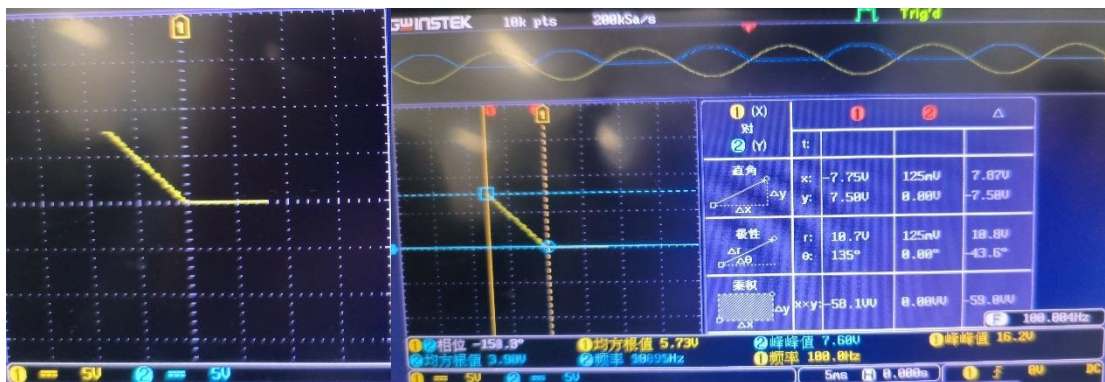 1
1 5V 2 5V
GWINSTEK 10k pts 200kSa/s Trig'd
1
1 (X)
对
2 (Y)
1 2 Δ
t:
直角
Δy
Δx
x: -7.75V 125mV 7.87V
y: 7.50V 0.00V -7.50V
极性
Δr
Δθ
r: 10.7V 125mV 10.8V
θ: 135° 0.00° -43.6°
乘积
Δy
Δx
x×y: -58.1VV 0.00VV -59.0VV
F 100.004Hz
1 2 相位 1 均方根值 5.73V 2 峰峰值 7.60V 1 峰峰值 16.2V
2 均方根值 3.90V 2 频率 1 频率 100.0Hz
1 5V 2 5V 5ms H 0.000s 1 0V DC